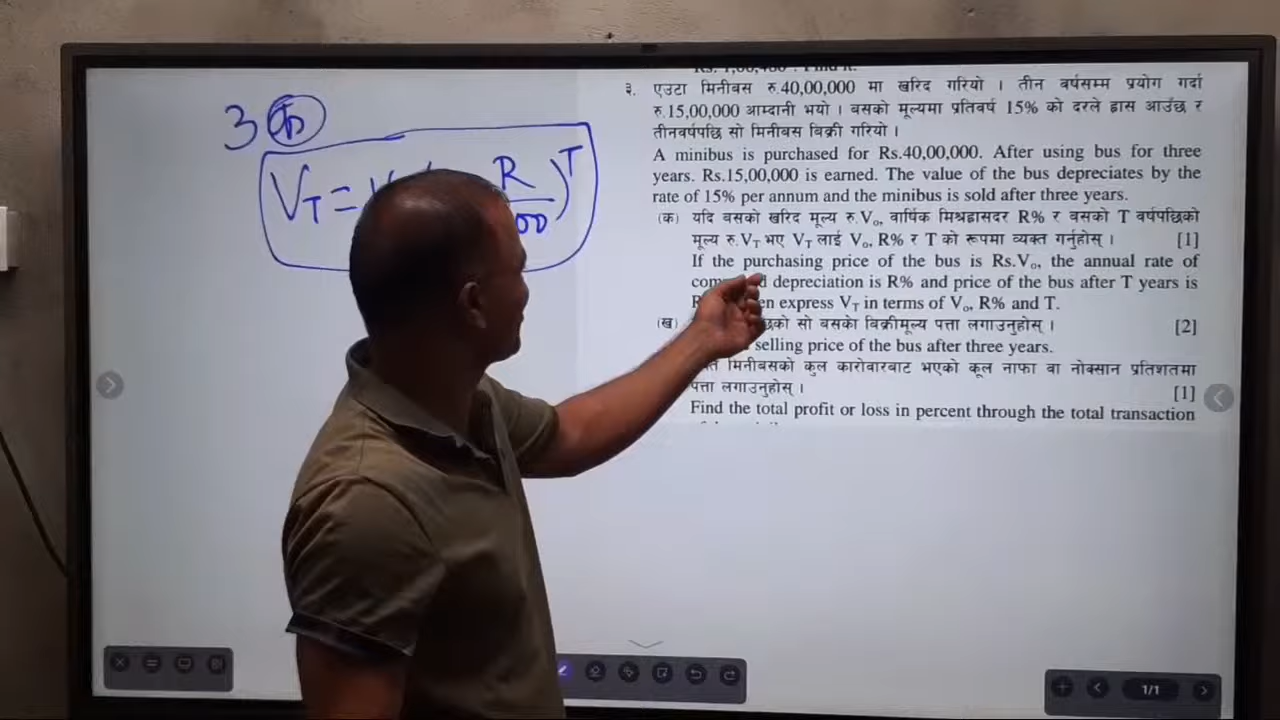 3 क
V_T = (R/00)^T
३. एउटा मिनीबस रु.40,00,000 मा खरिद गरियो । तीन वर्षसम्म प्रयोग गर्दा
रु.15,00,000 आम्दानी भयो । बसको मूल्यमा प्रतिवर्ष 15% को दरले ह्रास आउँछ र
तीनवर्षपछि सो मिनीबस बिक्री गरियो ।
A minibus is purchased for Rs.40,00,000. After using bus for three
years. Rs.15,00,000 is earned. The value of the bus depreciates by the
rate of 15% per annum and the minibus is sold after three years.
(क) यदि बसको खरिद मूल्य रु.V₀, वार्षिक मिश्रह्रासदर R% र बसको T वर्षपछिको
मूल्य रु.V_T भए V_T लाई V₀, R% र T को रूपमा व्यक्त गर्नुहोस् । [1]
If the purchasing price of the bus is Rs.V₀, the annual rate of
depreciation is R% and price of the bus after T years is
express V_T in terms of V₀, R% and T.
(ख) सो बसको बिक्रीमूल्य पत्ता लगाउनुहोस् । [2]
selling price of the bus after three years.
मिनीबसको कुल कारोबारबाट भएको कूल नाफा वा नोक्सान प्रतिशतमा
पत्ता लगाउनुहोस् । [1]
Find the total profit or loss in percent through the total transaction
1/1